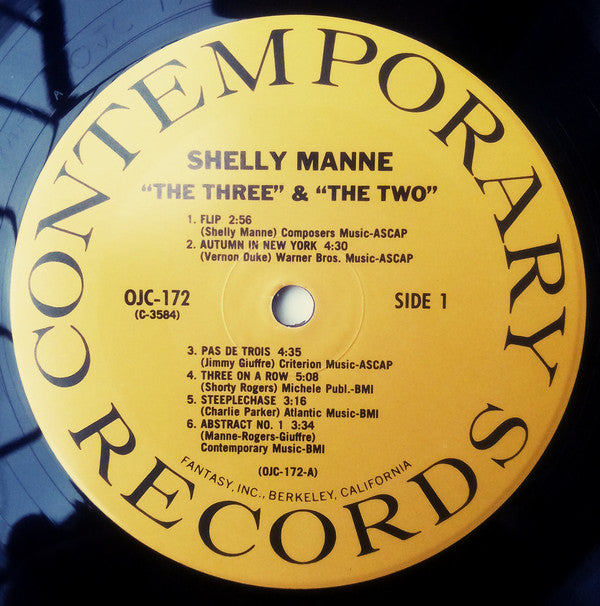 CONTEMPORARY RECORDS
SHELLY MANNE
"THE THREE" & "THE TWO"
1. FLIP 2:56
(Shelly Manne) Composers Music-ASCAP
2. AUTUMN IN NEW YORK 4:30
(Vernon Duke) Warner Bros. Music-ASCAP
OJC-172
(C-3584)
SIDE 1
3. PAS DE TROIS 4:35
(Jimmy Giuffre) Criterion Music-ASCAP
4. THREE ON A ROW 5:08
(Shorty Rogers) Michele Publ.-BMI
5. STEEPLECHASE 3:16
(Charlie Parker) Atlantic Music-BMI
6. ABSTRACT NO. 1 3:34
(Manne-Rogers-Giuffre)
Contemporary Music-BMI
(OJC-172-A)
FANTASY, INC., BERKELEY, CALIFORNIA